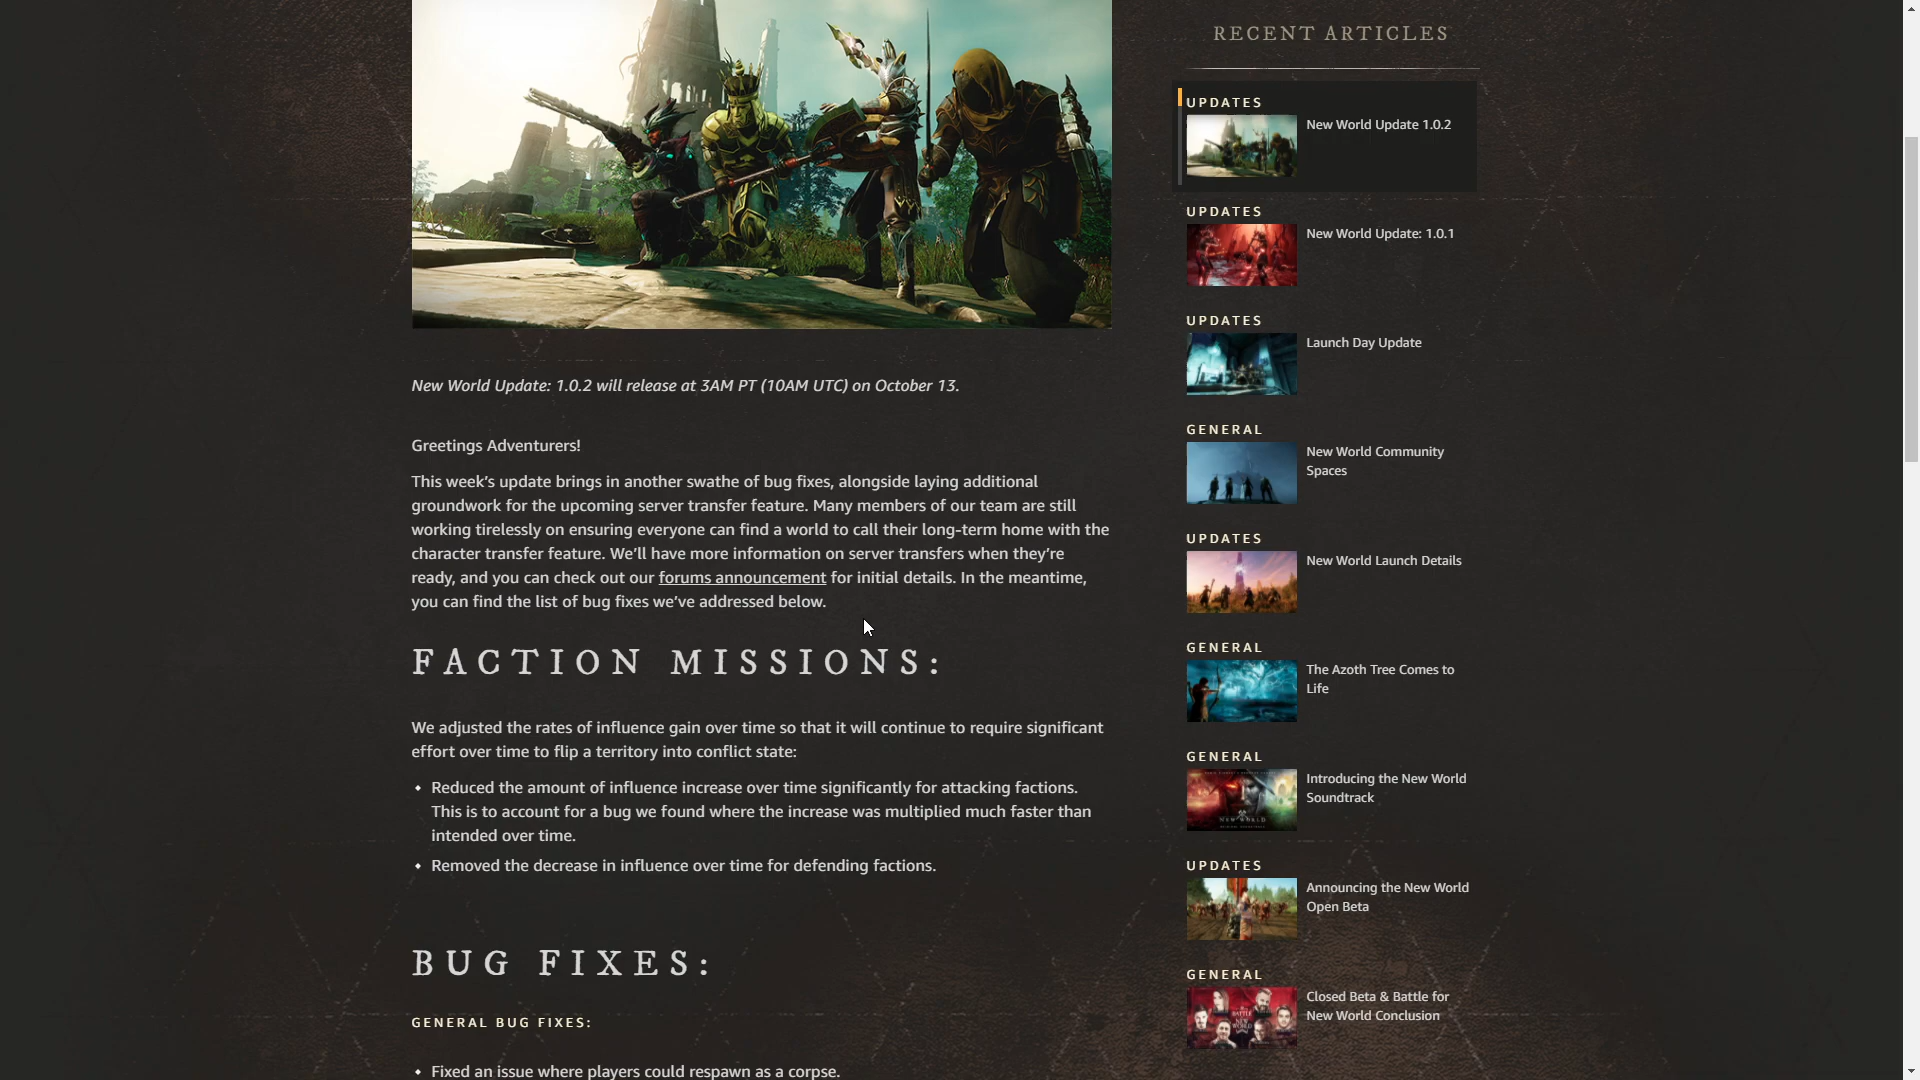 New World Update: 1.0.2 will release at 3AM PT (10AM UTC) on October 13.
Greetings Adventurers!
This week’s update brings in another swathe of bug fixes, alongside laying additional
groundwork for the upcoming server transfer feature. Many members of our team are still
working tirelessly on ensuring everyone can find a world to call their long-term home with the
character transfer feature. We’ll have more information on server transfers when they’re
ready, and you can check out our forums announcement for initial details. In the meantime,
you can find the list of bug fixes we’ve addressed below.
FACTION MISSIONS:
We adjusted the rates of influence gain over time so that it will continue to require significant
effort over time to flip a territory into conflict state:
Reduced the amount of influence increase over time significantly for attacking factions.
This is to account for a bug we found where the increase was multiplied much faster than
intended over time.
Removed the decrease in influence over time for defending factions.
BUG FIXES:
GENERAL BUG FIXES:
Fixed an issue where players could respawn as a corpse.
RECENT ARTICLES
UPDATES
New World Update 1.0.2
UPDATES
New World Update: 1.0.1
UPDATES
Launch Day Update
GENERAL
New World Community
Spaces
UPDATES
New World Launch Details
GENERAL
The Azoth Tree Comes to
Life
GENERAL
Introducing the New World
Soundtrack
NEW WORLD
UPDATES
Announcing the New World
Open Beta
GENERAL
Closed Beta & Battle for
New World Conclusion
BATTLE
NEW WORLD